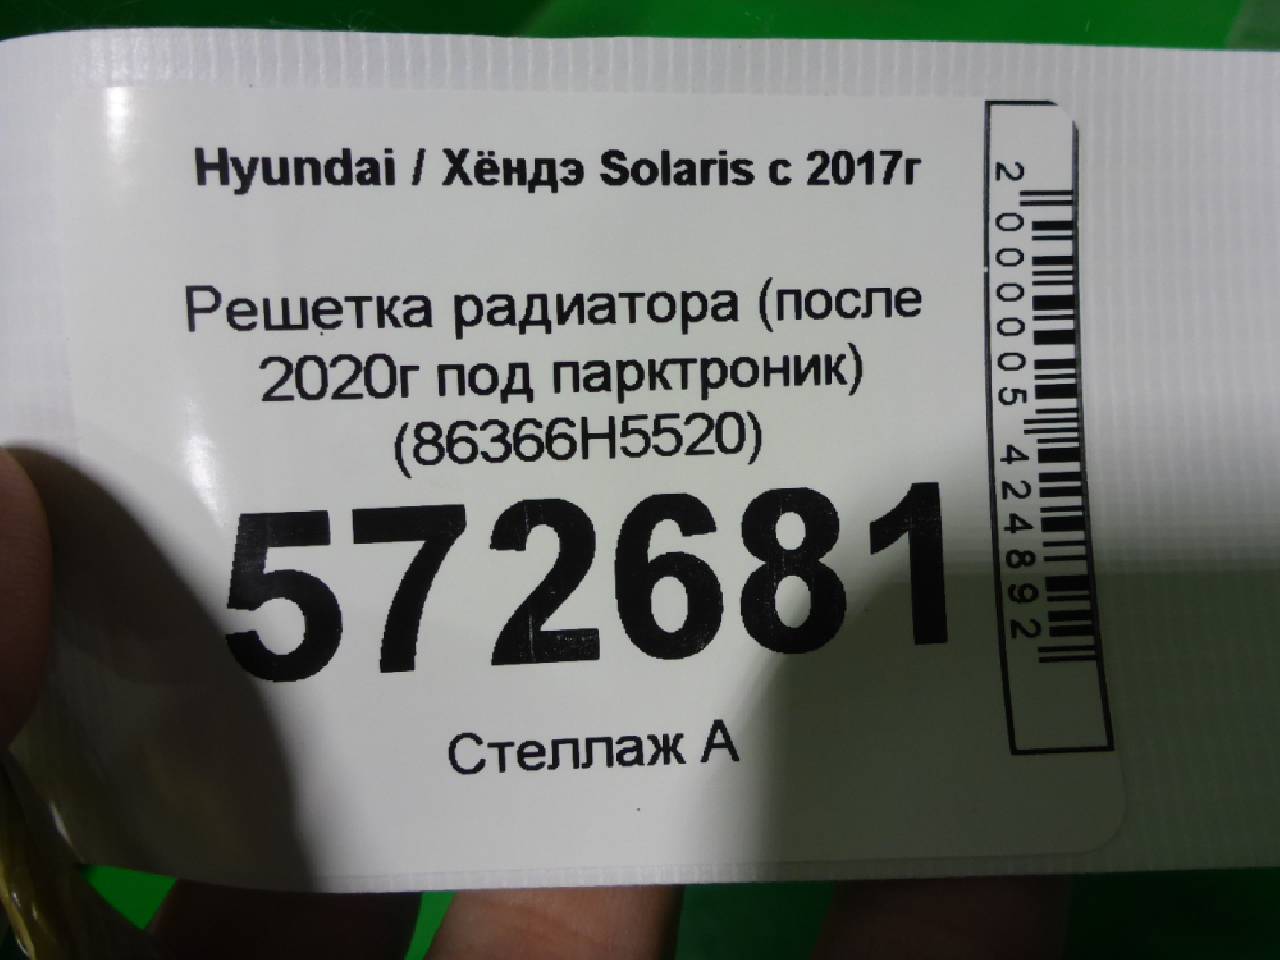 Hyundai / Хёндэ Solaris с 2017г
Решетка радиатора (после
2020г под парктроник)
(86366H5520)
572681
Стеллаж А
2000005424892